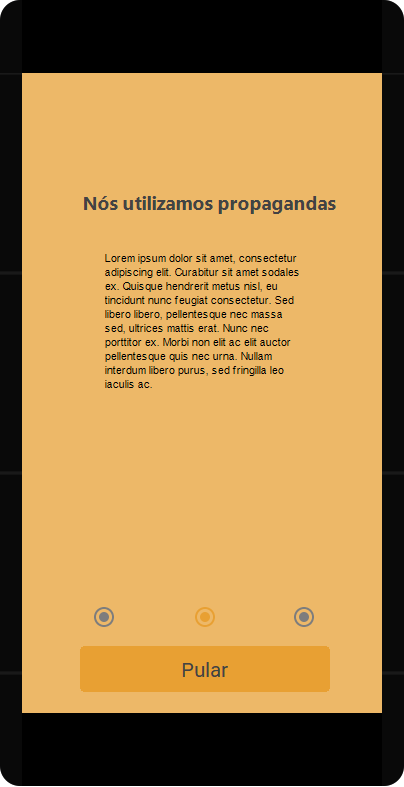 Nós utilizamos propagandas
Lorem ipsum dolor sit amet, consectetur
adipiscing elit. Curabitur sit amet sodales
ex. Quisque hendrerit metus nisl, eu
tincidunt nunc feugiat consectetur. Sed
libero libero, pellentesque nec massa
sed, ultrices mattis erat. Nunc nec
porttitor ex. Morbi non elit ac elit auctor
pellentesque quis nec urna. Nullam
interdum libero purus, sed fringilla leo
iaculis ac.
Pular